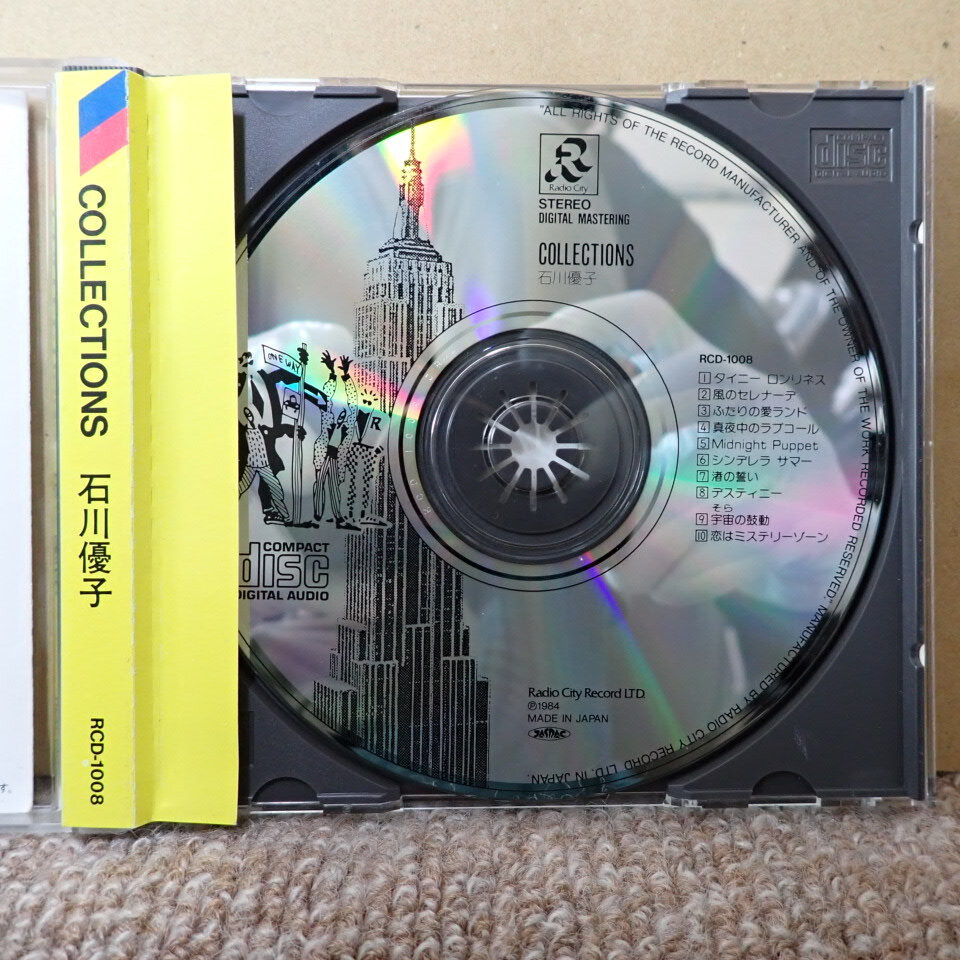 COLLECTIONS 石川優子
RCD-1008
す。
"ALL RIGHTS OF THE RECORD MANUFACTURER AND OF THE OWNER OF THE WORK RECORDED RESERVED." MANUFACTURED BY RADIO CITY RECORD LTD. IN JAPAN.
R
Radio City
STEREO
DIGITAL MASTERING
COLLECTIONS
石川優子
RCD-1008
1 タイニー ロンリネス
2 風のセレナーデ
3 ふたりの愛ランド
4 真夜中のラブコール
5 Midnight Puppet
6 シンデレラ サマー
7 渚の誓い
8 デスティニー
そら
9 宇宙の鼓動
10 恋はミステリーゾーン
ONE WAY
R
COMPACT
disc
DIGITAL AUDIO
Radio City Record LTD.
℗1984
MADE IN JAPAN
COMPACT
disc
DIGITAL AUDIO